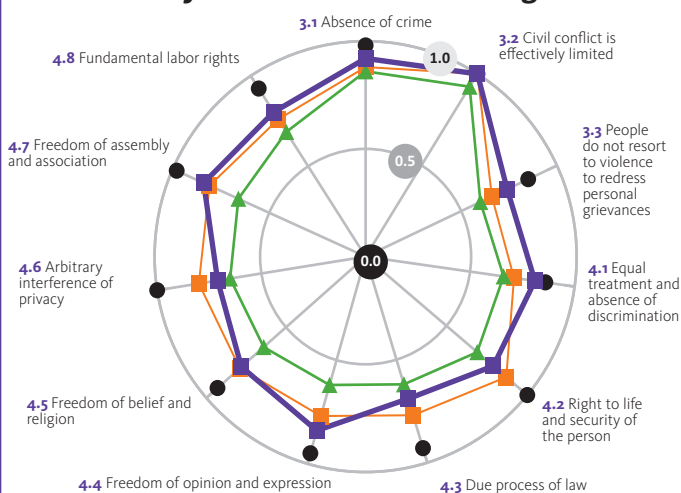 3.1 Absence of crime
3.2 Civil conflict is
effectively limited
1.0
4.8 Fundamental labor rights
3.3 People
do not resort
to violence
to redress
personal
grievances
4.7 Freedom of assembly
and association
0.5
0.0
4.6 Arbitrary
interference of
privacy
4.1 Equal
treatment and
absence of
discrimination
4.5 Freedom of belief and
religion
4.2 Right to life
and security of
the person
4.4 Freedom of opinion and expression
4.3 Due process of law